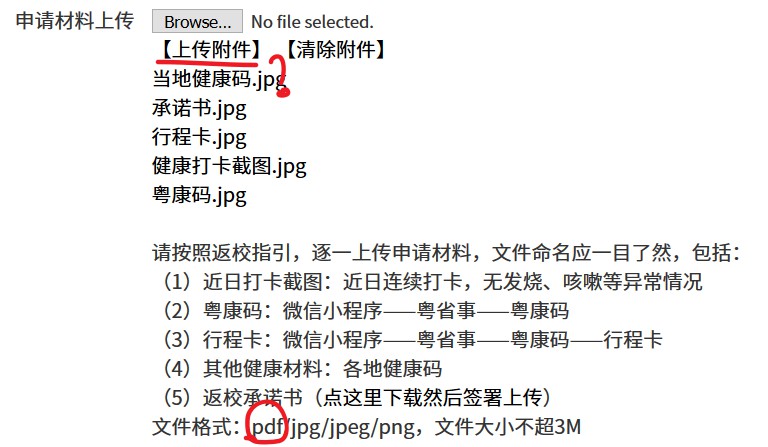 申请材料上传 Browse... No file selected.
【上传附件】 【清除附件】
当地健康码.jpg
承诺书.jpg
行程卡.jpg
健康打卡截图.jpg
粤康码.jpg
请按照返校指引，逐一上传申请材料，文件命名应一目了然，包括：
（1）近日打卡截图：近日连续打卡，无发烧、咳嗽等异常情况
（2）粤康码：微信小程序——粤省事——粤康码
（3）行程卡：微信小程序——粤省事——粤康码——行程卡
（4）其他健康材料：各地健康码
（5）返校承诺书（点这里下载然后签署上传）
文件格式：pdf/jpg/jpeg/png，文件大小不超3M